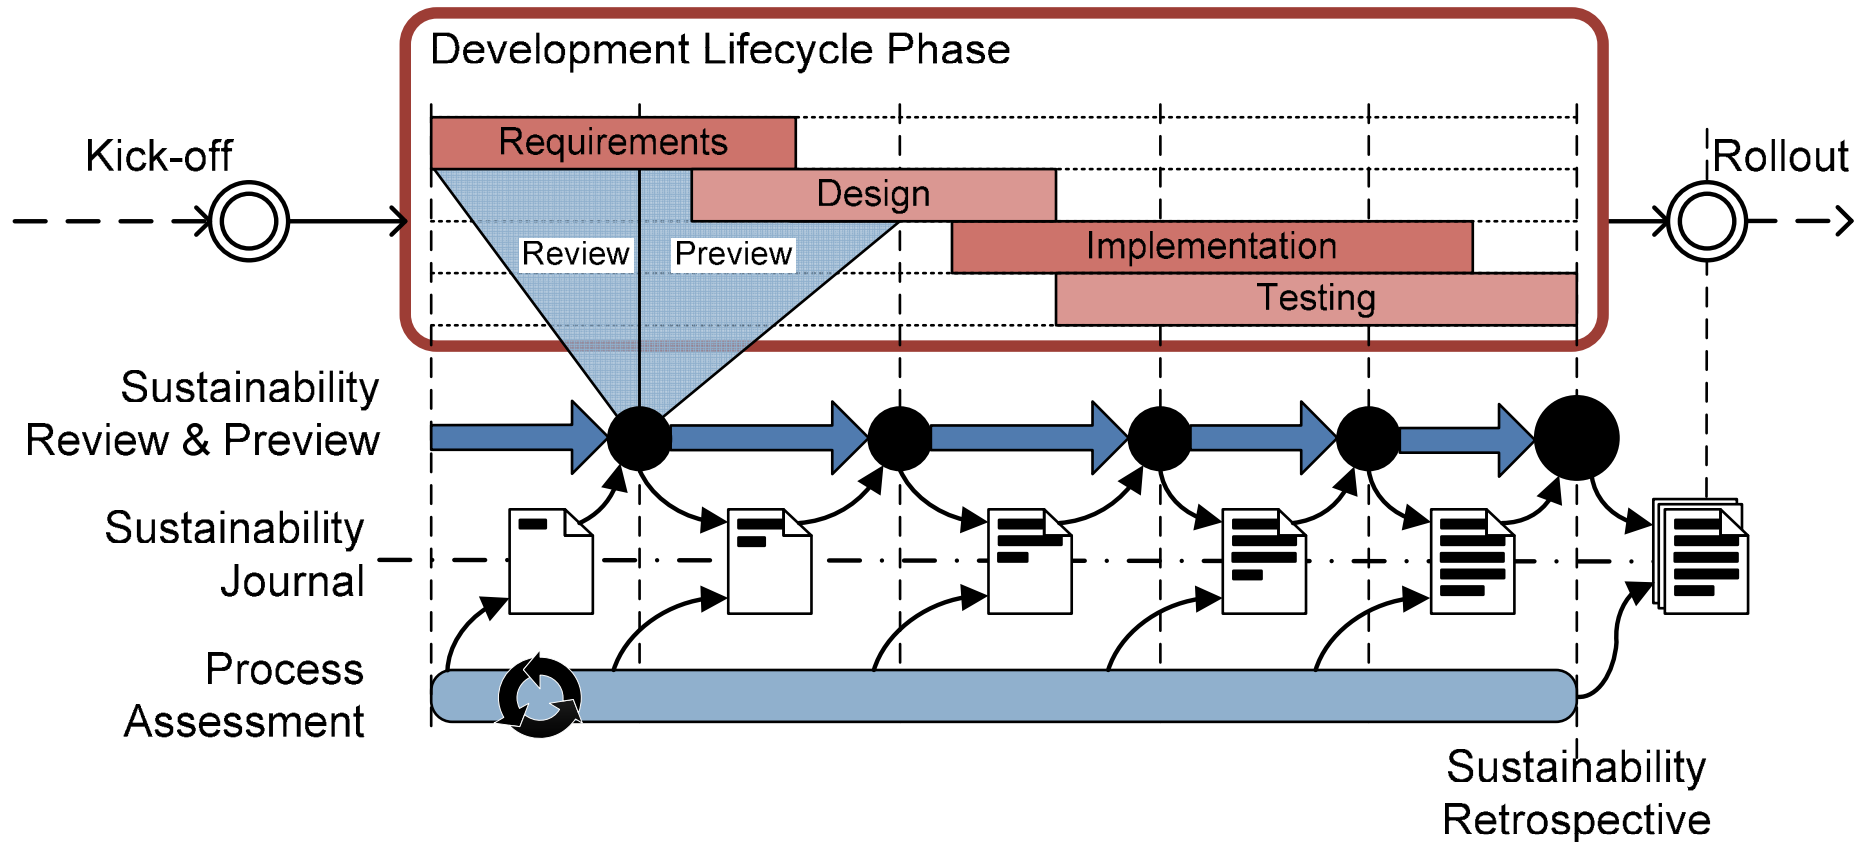 Development Lifecycle Phase
Requirements
Kick-off
Rollout
Design
Review
Preview
Implementation
Testing
Sustainability
Review & Preview
Sustainability
Journal
Process
Assessment
Sustainability
Retrospective